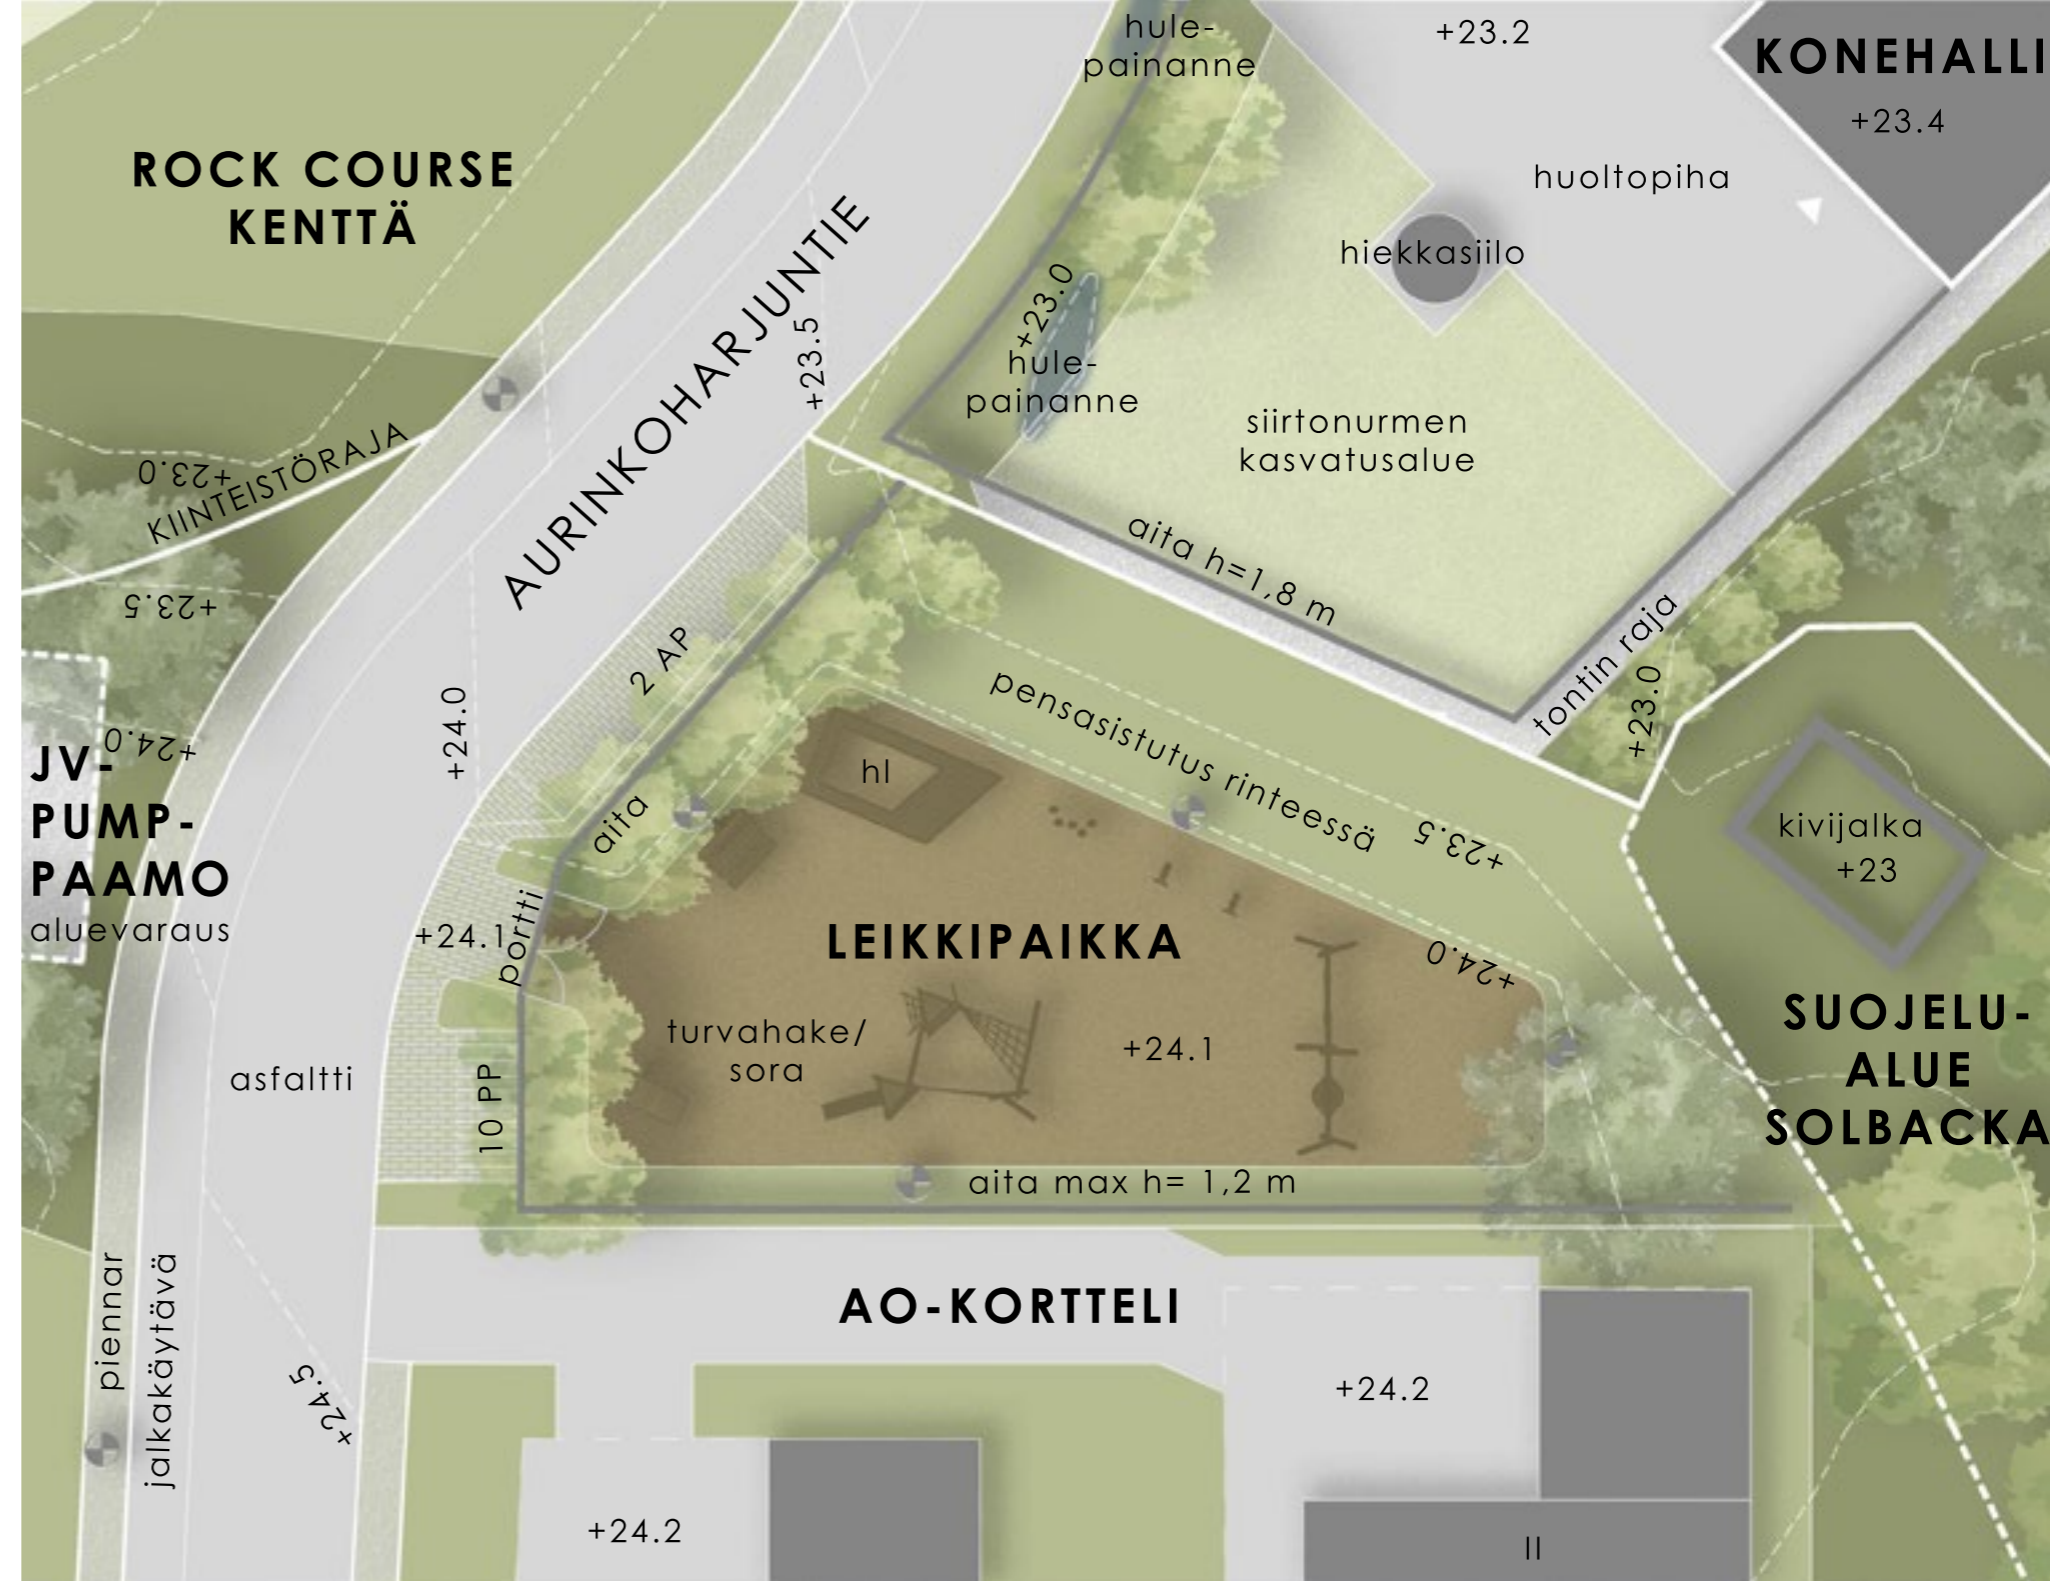 hule-
painanne
+23.2
KONEHALLI
+23.4
ROCK COURSE
KENTTÄ
huoltopiha
hiekkasiilo
AURINKOHARJUNTIE
+23.5
+23.0
hule-
painanne
siirtonurmen
kasvatusalue
+23.0
KIINTEISTÖRAJA
+23.5
aita h=1,8 m
tontin raja
+23.0
2 AP
+24.0
pensasistutus rinteessä
+23.5
+24.0
JV-
PUMP-
PAAMO
aluevaraus
hl
aita
kivijalka
+23
portti
+24.1
LEIKKIPAIKKA
+24.0
turvahake/
sora
+24.1
SUOJELU-
ALUE
SOLBACKA
asfaltti
10 PP
aita max h= 1,2 m
piennar
jalkakäytävä
AO-KORTTELI
+24.5
+24.2
+24.2
II